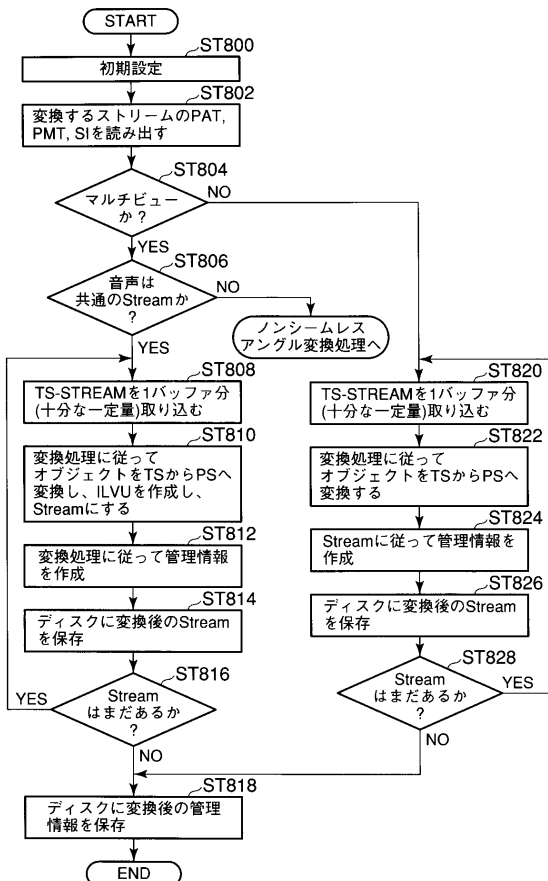 START
ST800
初期設定
ST802
変換するストリームのPAT,
PMT, SIを読み出す
ST804
マルチビュー
か?
NO
YES
ST806
音声は
共通のStreamか
?
NO
YES
ノンシームレス
アングル変換処理へ
ST808
TS-STREAMを1バッファ分
(十分な一定量)取り込む
ST810
変換処理に従って
オブジェクトをTSからPSへ
変換し、ILVUを作成し、
Streamにする
ST812
変換処理に従って管理情報
を作成
ST814
ディスクに変換後のStream
を保存
ST816
Stream
はまだあるか
?
YES
NO
ST820
TS-STREAMを1バッファ分
(十分な一定量)取り込む
ST822
変換処理に従って
オブジェクトをTSからPSへ
変換する
ST824
Streamに従って管理情報を
作成
ST826
ディスクに変換後のStream
を保存
ST828
Stream
はまだあるか
?
YES
NO
ST818
ディスクに変換後の管理
情報を保存
END